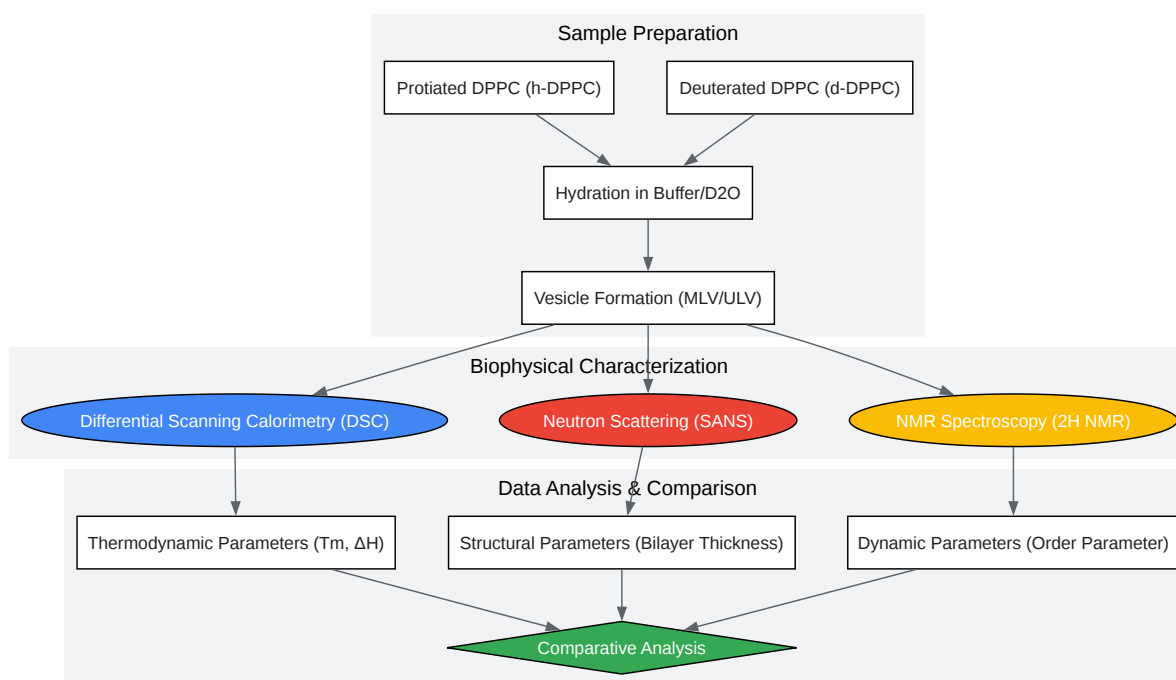 Sample Preparation
Protiated DPPC (h-DPPC)
Deuterated DPPC (d-DPPC)
Hydration in Buffer/D2O
Vesicle Formation (MLV/ULV)
Biophysical Characterization
Differential Scanning Calorimetry (DSC)
Neutron Scattering (SANS)
NMR Spectroscopy (2H NMR)
Data Analysis & Comparison
Thermodynamic Parameters (Tm, ΔH)
Structural Parameters (Bilayer Thickness)
Dynamic Parameters (Order Parameter)
Comparative Analysis